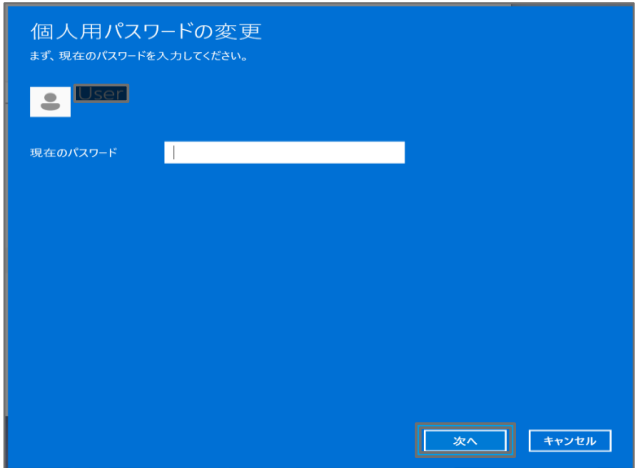 個人用パスワードの変更
まず、現在のパスワードを入力してください。
User
現在のパスワード
次へ
キャンセル